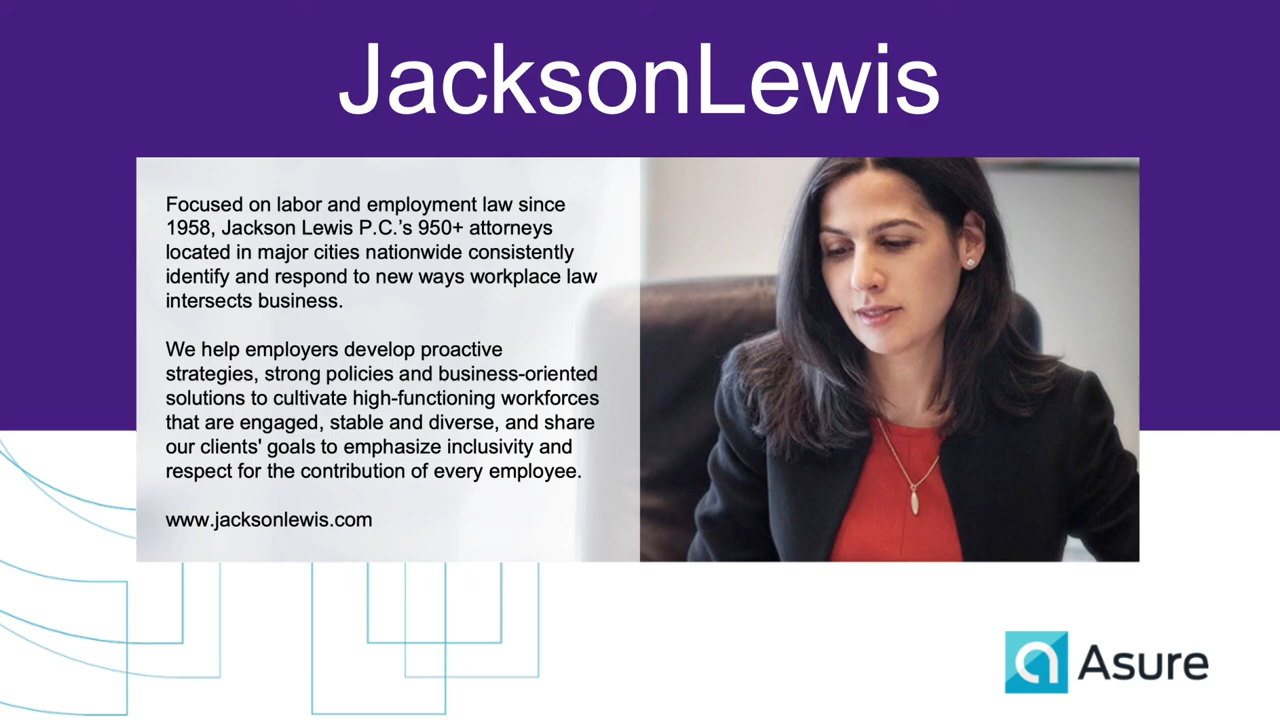 JacksonLewis
Focused on labor and employment law since
1958, Jackson Lewis P.C.’s 950+ attorneys
located in major cities nationwide consistently
identify and respond to new ways workplace law
intersects business.
We help employers develop proactive
strategies, strong policies and business-oriented
solutions to cultivate high-functioning workforces
that are engaged, stable and diverse, and share
our clients' goals to emphasize inclusivity and
respect for the contribution of every employee.
www.jacksonlewis.com
Asure